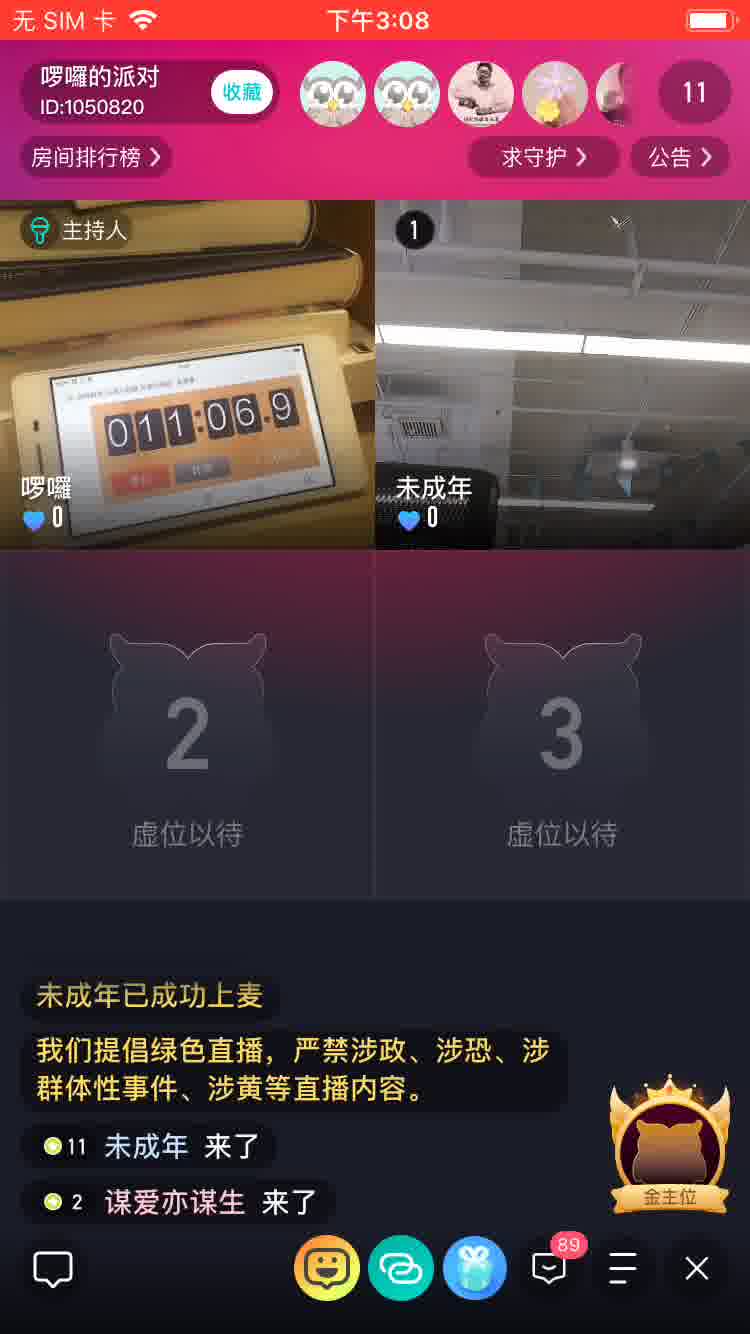 无 SIM 卡
下午3:08
啰囉的派对
ID:1050820
收藏
11
房间排行榜
求守护
公告
主持人
1
011:06.9
啰囉
0
未成年
0
2
3
虚位以待
虚位以待
未成年已成功上麦
我们提倡绿色直播，严禁涉政、涉恐、涉
群体性事件、涉黄等直播内容。
11 未成年 来了
2 谋爱亦谋生 来了
金主位
89